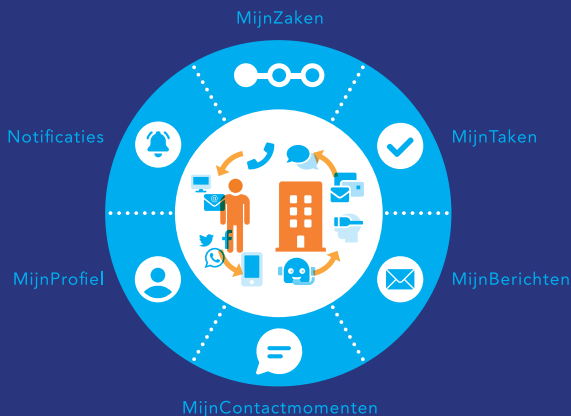 MijnZaken
Notificaties
MijnTaken
MijnProfiel
MijnBerichten
MijnContactmomenten